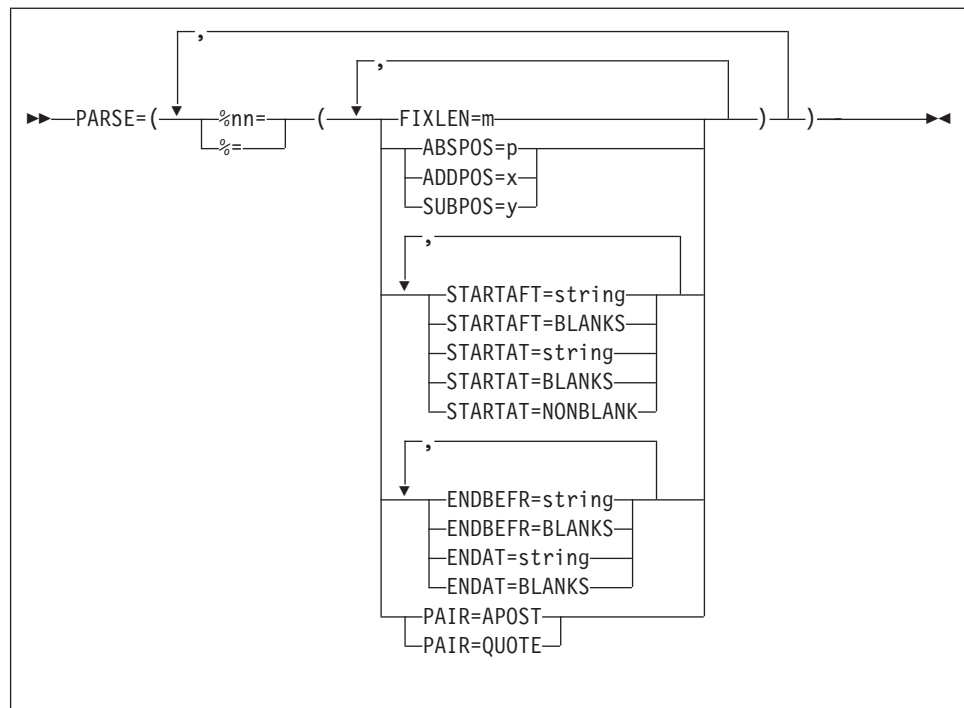 ,
,
PARSE=( %nn= ( FIXLEN=m ) )
%= ABSPOS=p
ADDPOS=x
SUBPOS=y
,
STARTAFT=string
STARTAFT=BLANKS
STARTAT=string
STARTAT=BLANKS
STARTAT=NONBLANK
,
ENDBEFR=string
ENDBEFR=BLANKS
ENDAT=string
ENDAT=BLANKS
PAIR=APOST
PAIR=QUOTE